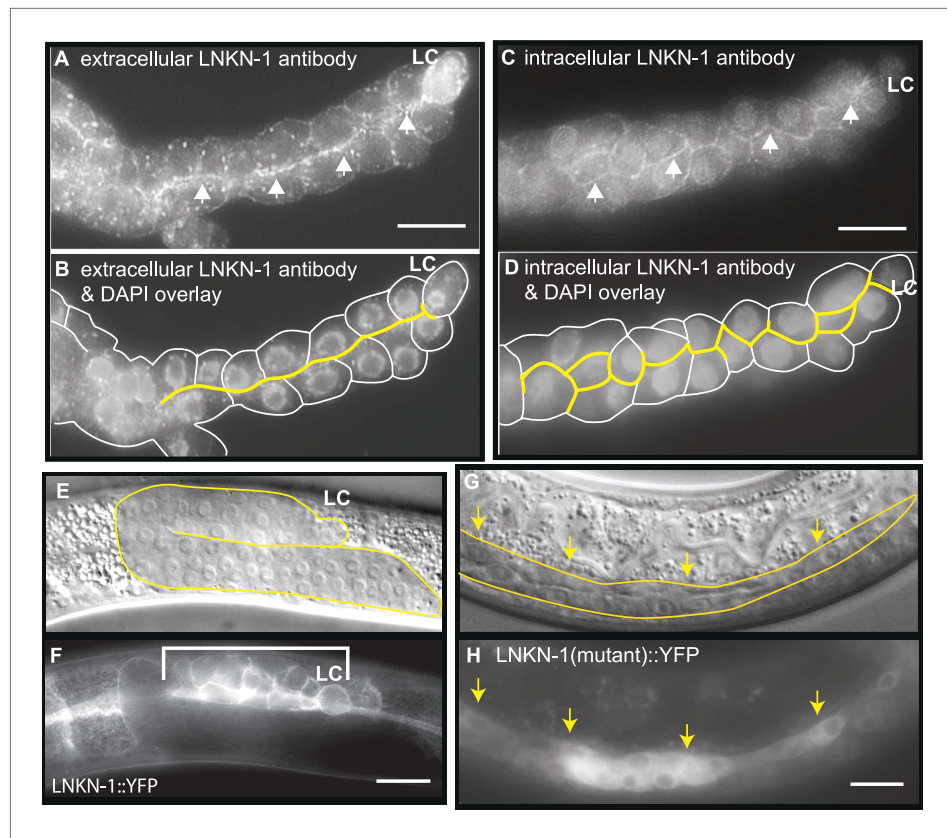 A extracellular LNKN-1 antibody
LC
C intracellular LNKN-1 antibody
LC
B extracellular LNKN-1 antibody
& DAPI overlay
LC
D intracellular LNKN-1 antibody
& DAPI overlay
LC
E
LC
G
F
LC
LNKN-1::YFP
H LNKN-1(mutant)::YFP